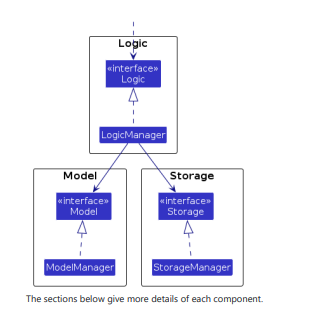 Logic
«interface»
Logic
LogicManager
Model
Storage
«interface»
Model
«interface»
Storage
ModelManager
StorageManager
The sections below give more details of each component.